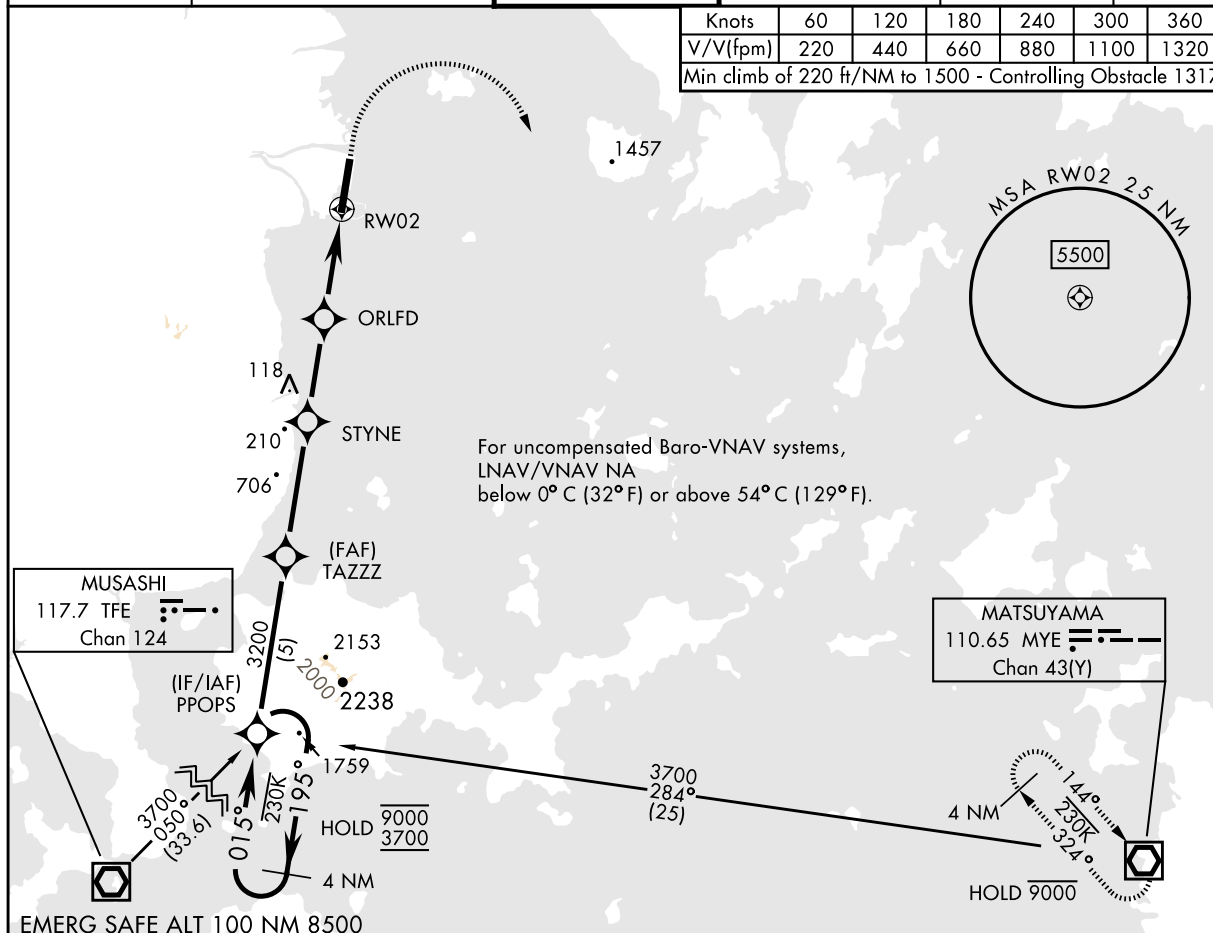 Knots 60 120 180 240 300 360
V/V(fpm) 220 440 660 880 1100 1320
Min climb of 220 ft/NM to 1500 - Controlling Obstacle 1317
1457
MSA RW02 25 NM
5500
RW02
ORLFD
118
STYNE
210
706
For uncompensated Baro-VNAV systems,
LNAV/VNAV NA
below 0° C (32° F) or above 54° C (129° F).
(FAF)
TAZZZ
MUSASHI
117.7 TFE
Chan 124
MATSUYAMA
110.65 MYE
Chan 43(Y)
3200
(5)
2153
2000
2238
(IF/IAF)
PPOPS
1759
3700
050°
(33.6)
015°
230K
195°
HOLD 9000
3700
4 NM
3700
284°
(25)
4 NM
144°
230K
324°
HOLD 9000
EMERG SAFE ALT 100 NM 8500